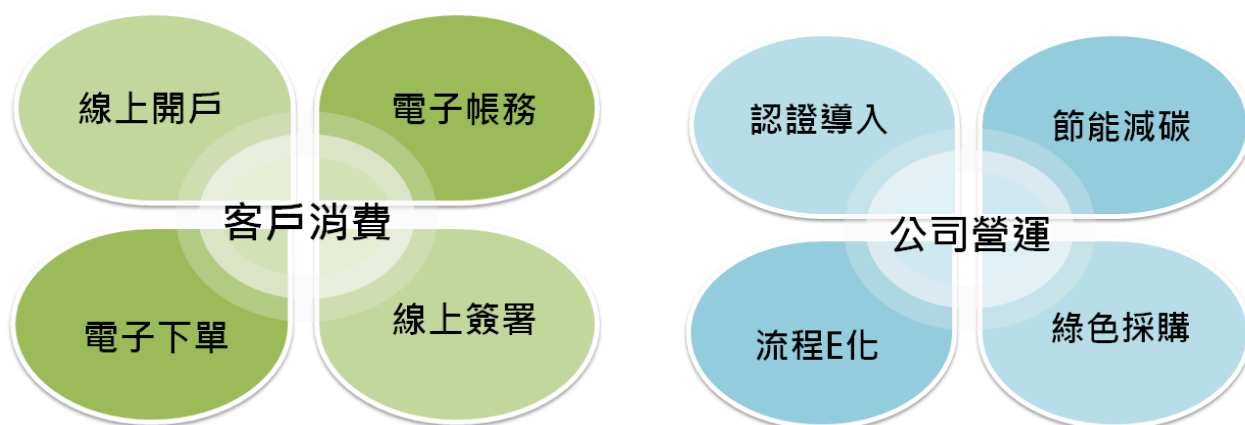 線上開戶
電子帳務
客戶消費
電子下單
線上簽署
認證導入
節能減碳
公司營運
流程E化
綠色採購